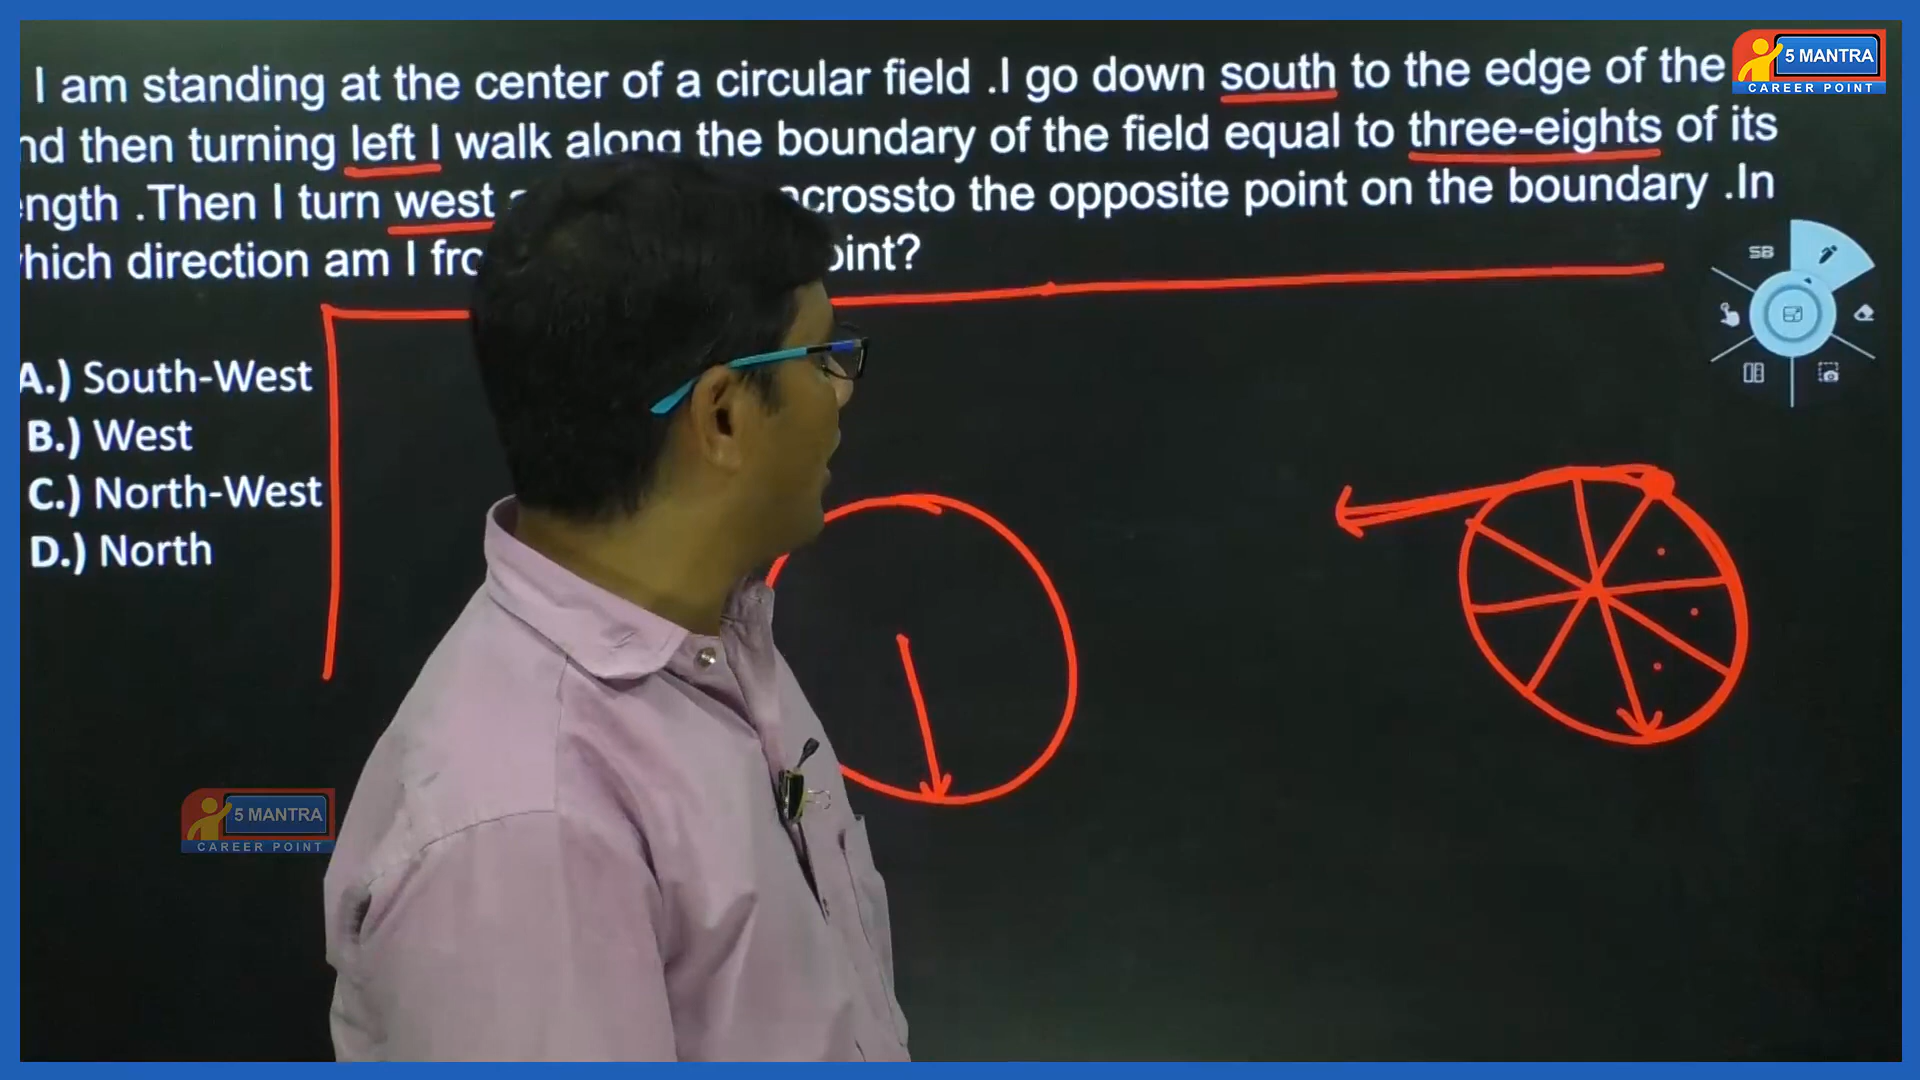 I am standing at the center of a circular field .I go down south to the edge of the
nd then turning left I walk along the boundary of the field equal to three-eights of its
ength .Then I turn west acrossto the opposite point on the boundary .In
hich direction am I fro oint?
A.) South-West
B.) West
C.) North-West
D.) North
5 MANTRA
CAREER POINT
SB
5 MANTRA
CAREER POINT